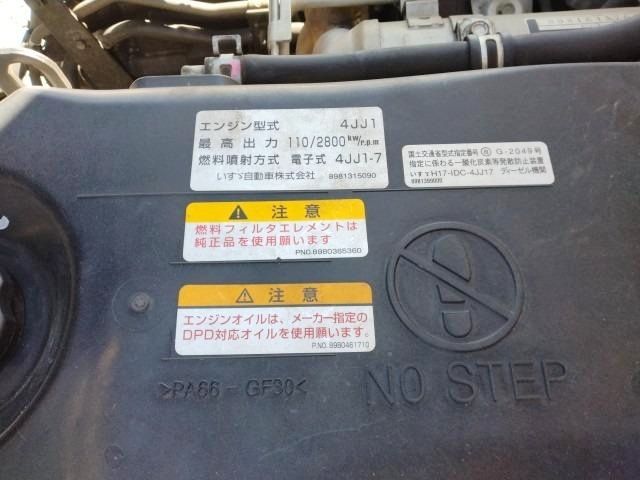 エンジン型式 4JJ1
最高出力 110/2800kW/r.p.m
燃料噴射方式 電子式 4JJ1-7
いすゞ自動車株式会社 8981315090
国土交通省型式指定番号 G-2049号
指定に係わる一酸化炭素等発散防止装置
いすゞH17-IDC-4JJ17 ディーゼル機関
注意
燃料フィルタエレメントは
純正品を使用願います
PNO.8980365360
注意
エンジンオイルは、メーカー指定の
DPD対応オイルを使用願います。
P.NO.8980461710
>PA66-GF30<
NO STEP